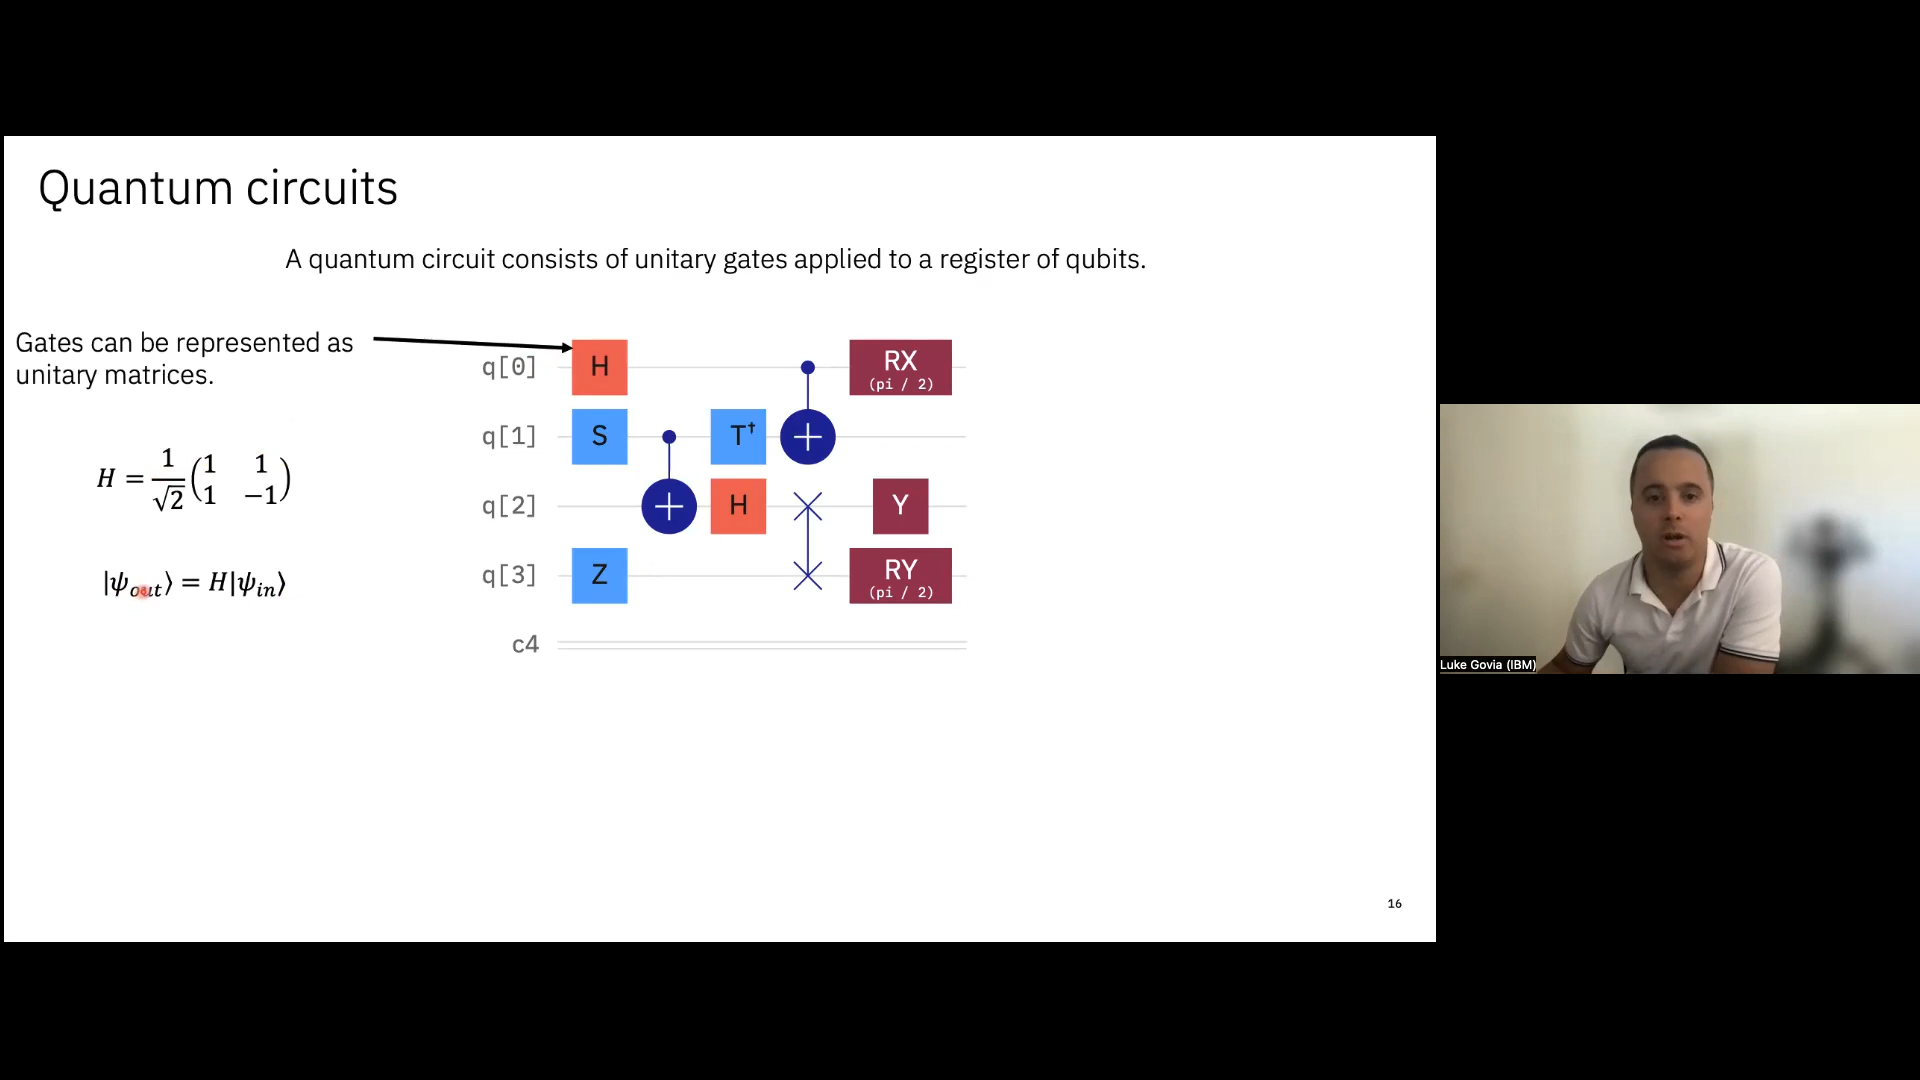 Quantum circuits
A quantum circuit consists of unitary gates applied to a register of qubits.
Gates can be represented as
unitary matrices.
H = 1/√2 (1 1
1 −1)
|ψout⟩ = H|ψin⟩
q[0] H RX
(pi / 2)
q[1] S T†
q[2] H Y
q[3] Z RY
(pi / 2)
c4
16
Luke Govia (IBM)